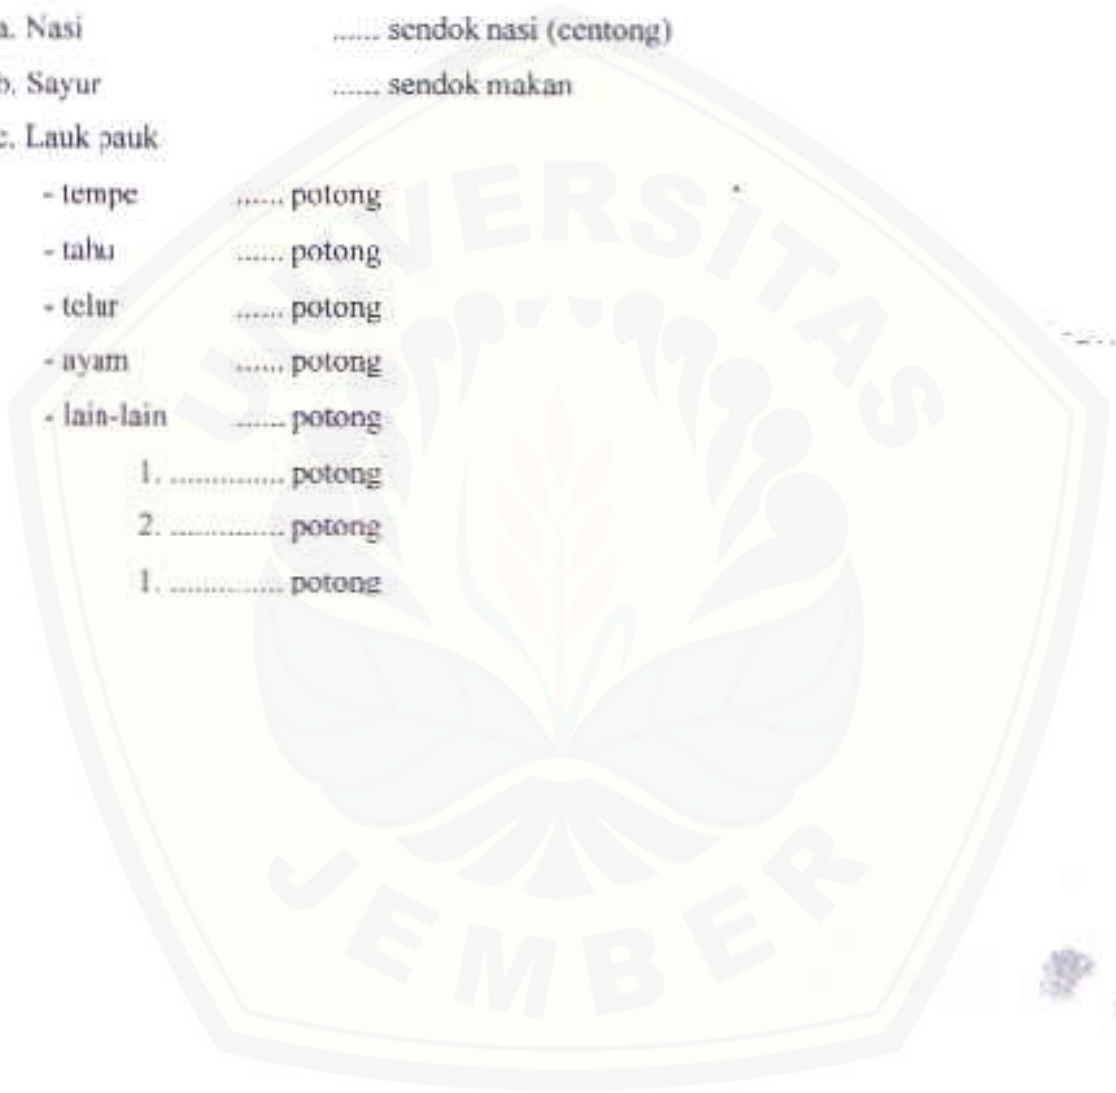 a. Nasi ...... sendok nasi (centong)
b. Sayur ...... sendok makan
c. Lauk pauk
- tempe ...... potong
- tahu ...... potong
- telur ...... potong
- ayam ...... potong
- lain-lain ...... potong
1. .............. potong
2. .............. potong
1. .............. potong
UNIVERSITAS
JEMBER